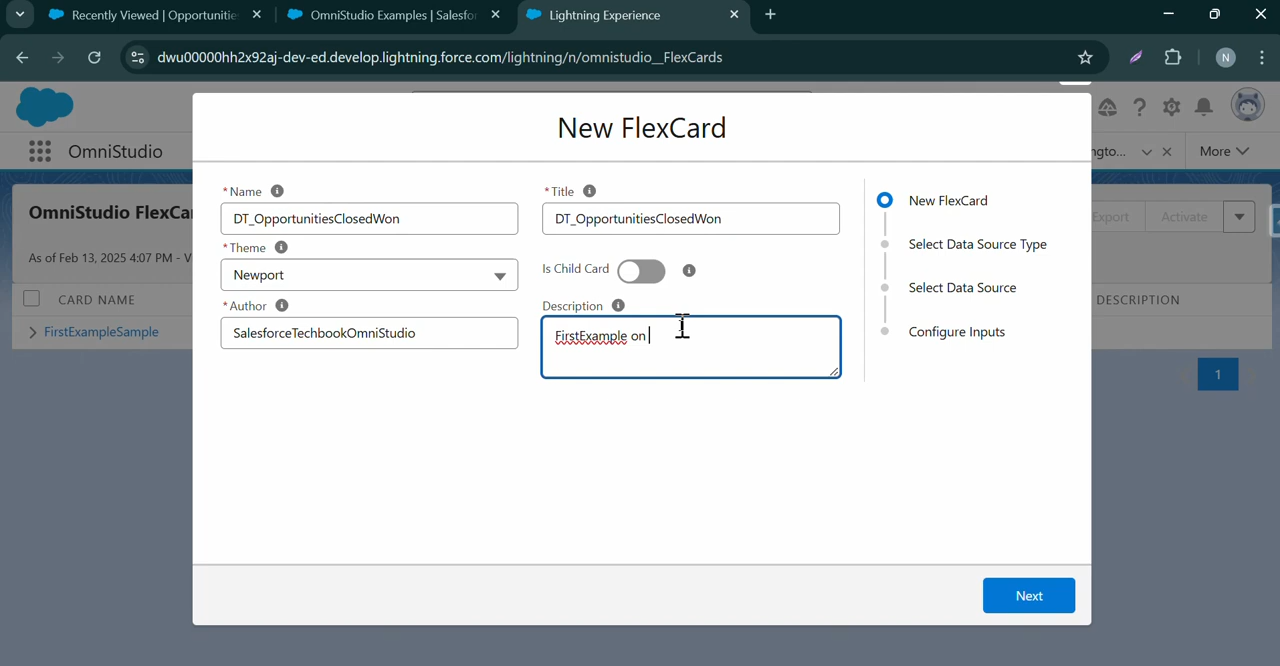 Recently Viewed | Opportunitie
OmniStudio Examples | Salesfo
Lightning Experience
dwu00000hh2x92aj-dev-ed.develop.lightning.force.com/lightning/n/omnistudio__FlexCards
N
OmniStudio
ngto...
More
OmniStudio FlexCa
Export
Activate
As of Feb 13, 2025 4:07 PM - V
CARD NAME
DESCRIPTION
FirstExampleSample
1
New FlexCard
*Name
DT_OpportunitiesClosedWon
*Title
DT_OpportunitiesClosedWon
*Theme
Newport
Is Child Card
*Author
SalesforceTechbookOmniStudio
Description
FirstExample on
New FlexCard
Select Data Source Type
Select Data Source
Configure Inputs
Next